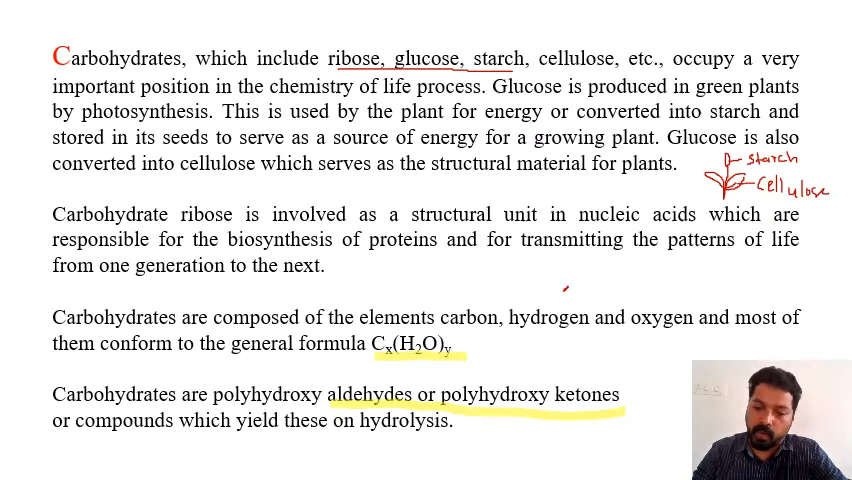 Carbohydrates, which include ribose, glucose, starch, cellulose, etc., occupy a very
important position in the chemistry of life process. Glucose is produced in green plants
by photosynthesis. This is used by the plant for energy or converted into starch and
stored in its seeds to serve as a source of energy for a growing plant. Glucose is also
converted into cellulose which serves as the structural material for plants.
starch
cellulose
Carbohydrate ribose is involved as a structural unit in nucleic acids which are
responsible for the biosynthesis of proteins and for transmitting the patterns of life
from one generation to the next.
Carbohydrates are composed of the elements carbon, hydrogen and oxygen and most of
them conform to the general formula Cₓ(H₂O)ᵧ
Carbohydrates are polyhydroxy aldehydes or polyhydroxy ketones
or compounds which yield these on hydrolysis.